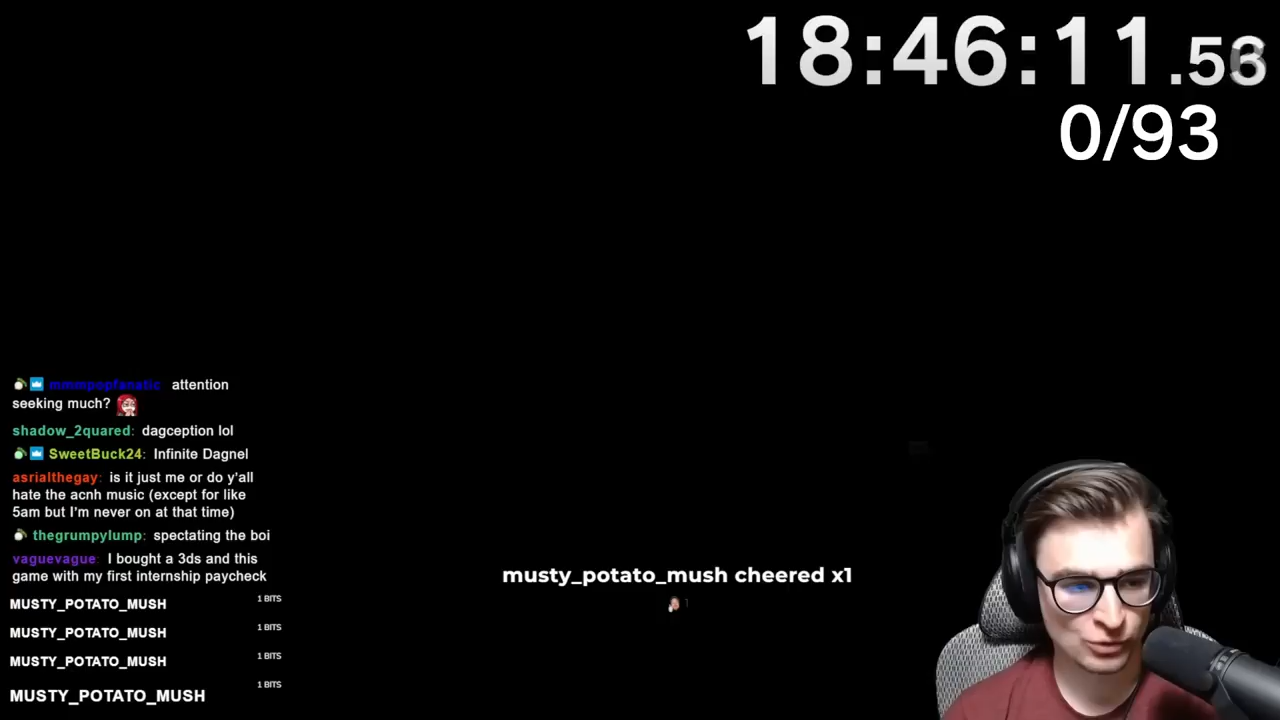 18:46:11.56
0/93
mmmpopfanatic attention
seeking much?
shadow_2quared: dagception lol
SweetBuck24: Infinite Dagnel
asrialthegay: is it just me or do y'all
hate the acnh music (except for like
5am but I'm never on at that time)
thegrumpylump: spectating the boi
vaguevague: I bought a 3ds and this
game with my first internship paycheck
MUSTY_POTATO_MUSH 1 BITS
MUSTY_POTATO_MUSH 1 BITS
MUSTY_POTATO_MUSH 1 BITS
MUSTY_POTATO_MUSH 1 BITS
musty_potato_mush cheered x1
1